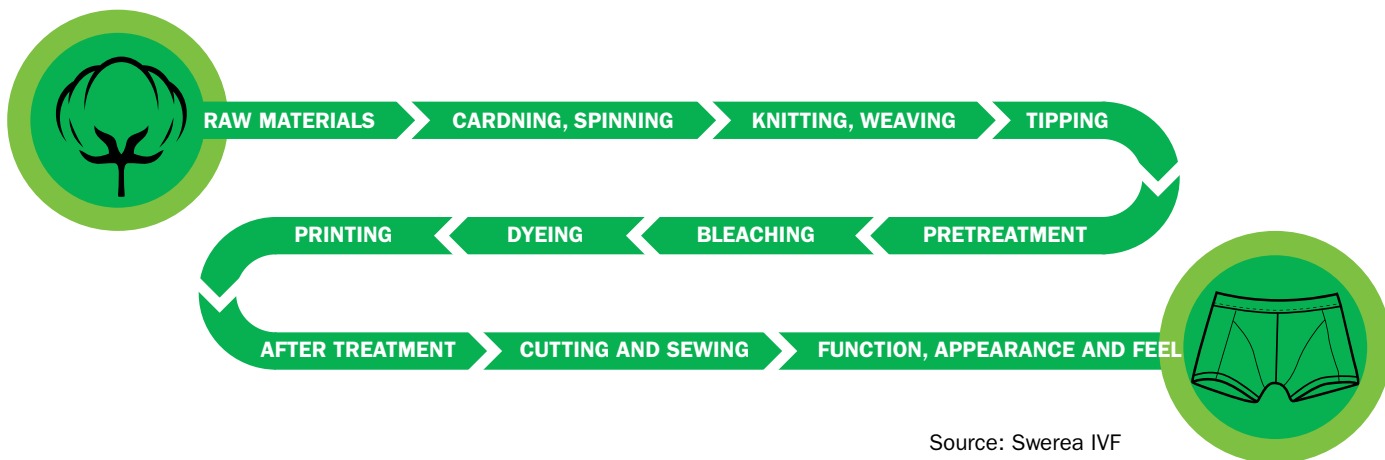 RAW MATERIALS
CARDNING, SPINNING
KNITTING, WEAVING
TIPPING
PRETREATMENT
BLEACHING
DYEING
PRINTING
AFTER TREATMENT
CUTTING AND SEWING
FUNCTION, APPEARANCE AND FEEL
Source: Swerea IVF